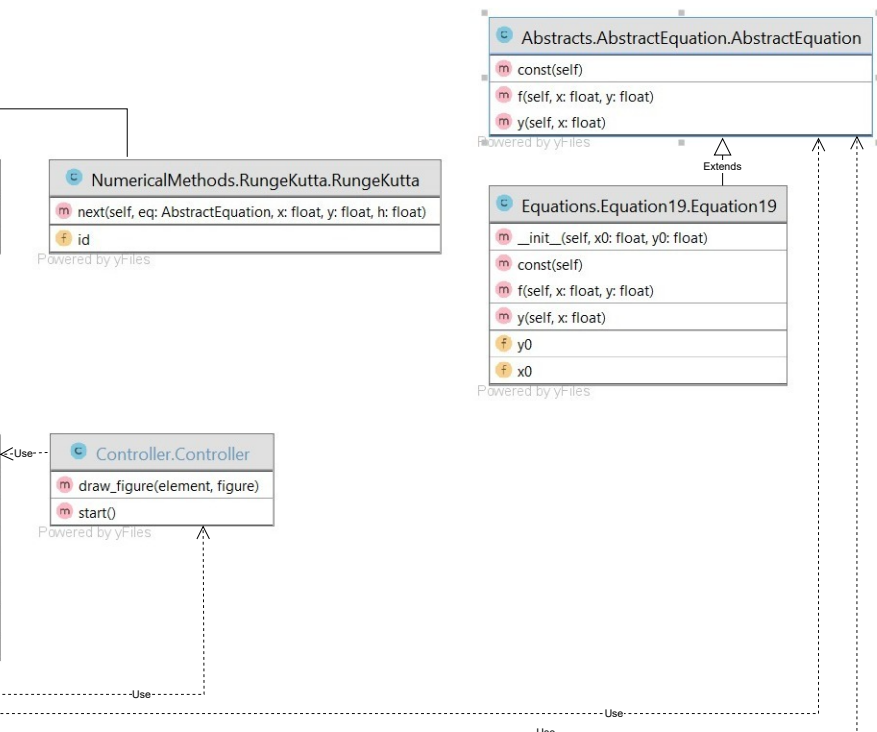 Abstracts.AbstractEquation.AbstractEquation
m const(self)
m f(self, x: float, y: float)
m y(self, x: float)
Powered by yFiles
Extends
C NumericalMethods.RungeKutta.RungeKutta
m next(self, eq: AbstractEquation, x: float, y: float, h: float)
f id
Powered by yFiles
C Equations.Equation19.Equation19
m __init__(self, x0: float, y0: float)
m const(self)
m f(self, x: float, y: float)
m y(self, x: float)
f y0
f x0
Powered by yFiles
Use
C Controller.Controller
m draw_figure(element, figure)
m start()
Powered by yFiles
Use
Use
Use